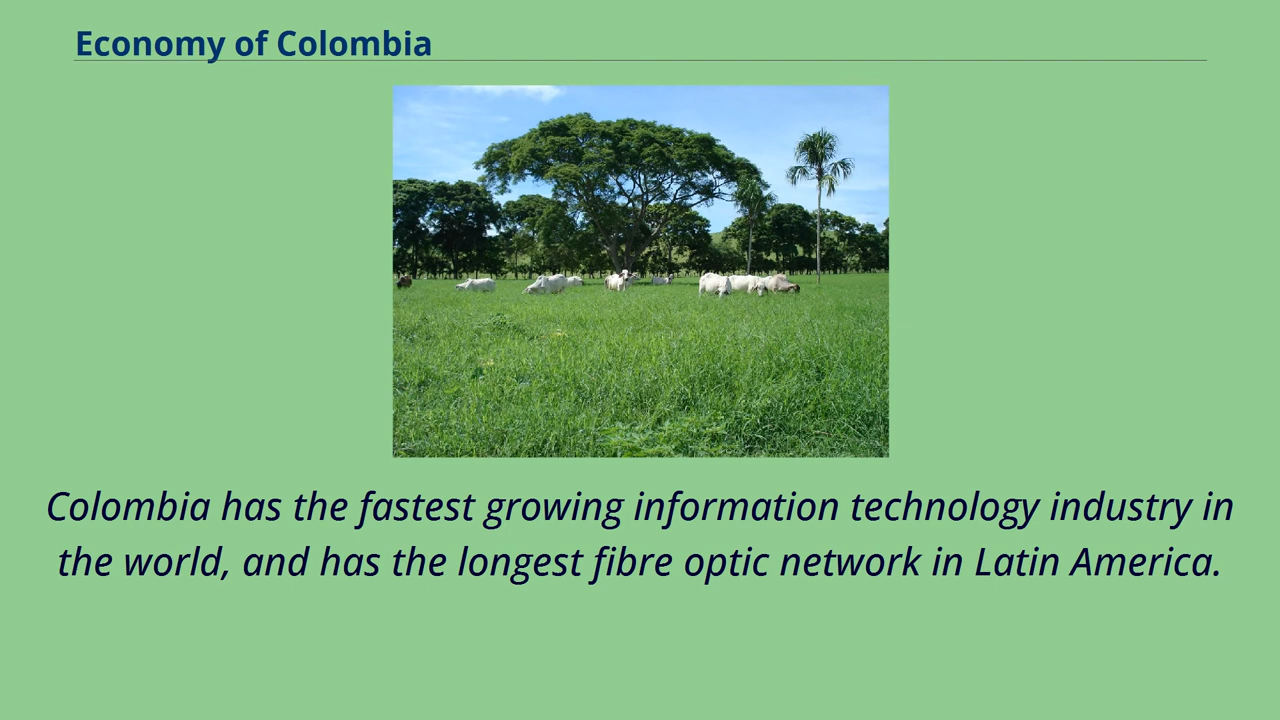 Economy of Colombia
Colombia has the fastest growing information technology industry in
the world, and has the longest fibre optic network in Latin America.